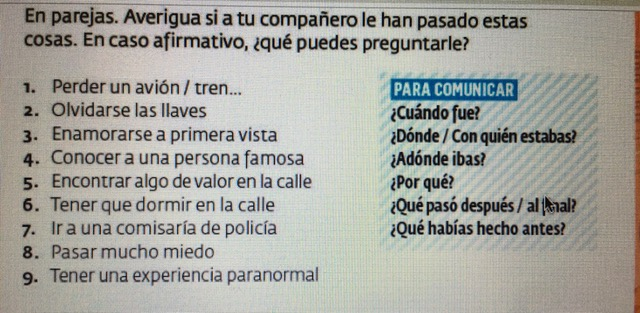 En parejas. Averigua si a tu compañero le han pasado estas
cosas. En caso afirmativo, ¿qué puedes preguntarle?
1. Perder un avión / tren...
2. Olvidarse las llaves
3. Enamorarse a primera vista
4. Conocer a una persona famosa
5. Encontrar algo de valor en la calle
6. Tener que dormir en la calle
7. Ir a una comisaría de policía
8. Pasar mucho miedo
9. Tener una experiencia paranormal
PARA COMUNICAR
¿Cuándo fue?
¿Dónde / Con quién estabas?
¿Adónde ibas?
¿Por qué?
¿Qué pasó después / al final?
¿Qué habías hecho antes?